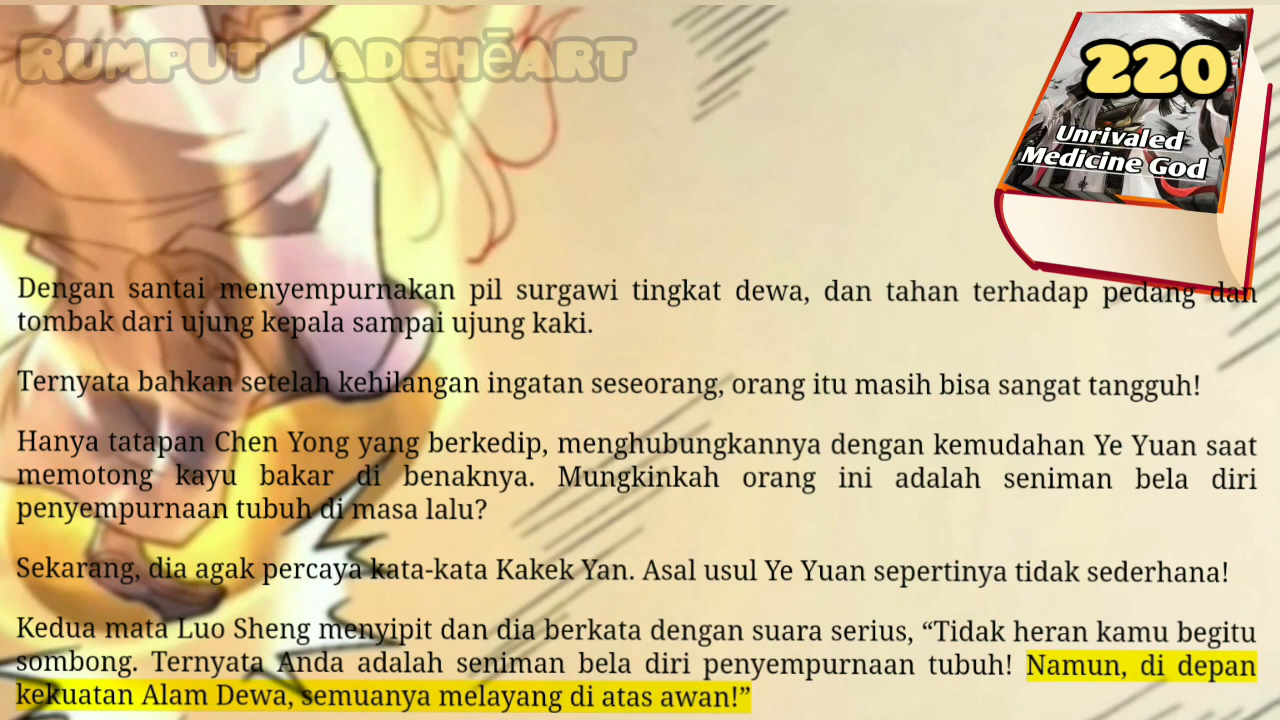 Rumput Jadehēart
220
Unrivaled
Medicine God
Dengan santai menyempurnakan pil surgawi tingkat dewa, dan tahan terhadap pedang dan
tombak dari ujung kepala sampai ujung kaki.
Ternyata bahkan setelah kehilangan ingatan seseorang, orang itu masih bisa sangat tangguh!
Hanya tatapan Chen Yong yang berkedip, menghubungkannya dengan kemudahan Ye Yuan saat
memotong kayu bakar di benaknya. Mungkinkah orang ini adalah seniman bela diri
penyempurnaan tubuh di masa lalu?
Sekarang, dia agak percaya kata-kata Kakek Yan. Asal usul Ye Yuan sepertinya tidak sederhana!
Kedua mata Luo Sheng menyipit dan dia berkata dengan suara serius, “Tidak heran kamu begitu
sombong. Ternyata Anda adalah seniman bela diri penyempurnaan tubuh! Namun, di depan
kekuatan Alam Dewa, semuanya melayang di atas awan!”